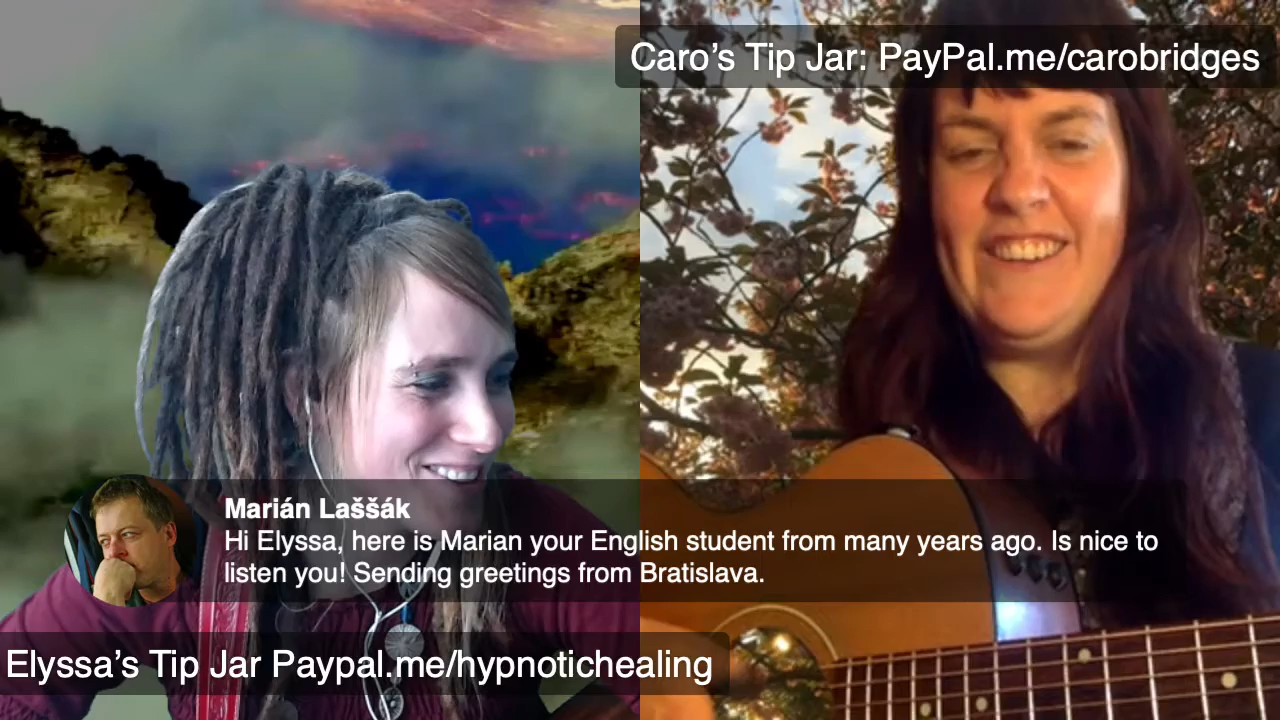 Caro’s Tip Jar: PayPal.me/carobridges
Marián Laššák
Hi Elyssa, here is Marian your English student from many years ago. Is nice to
listen you! Sending greetings from Bratislava.
Elyssa’s Tip Jar Paypal.me/hypnotichealing